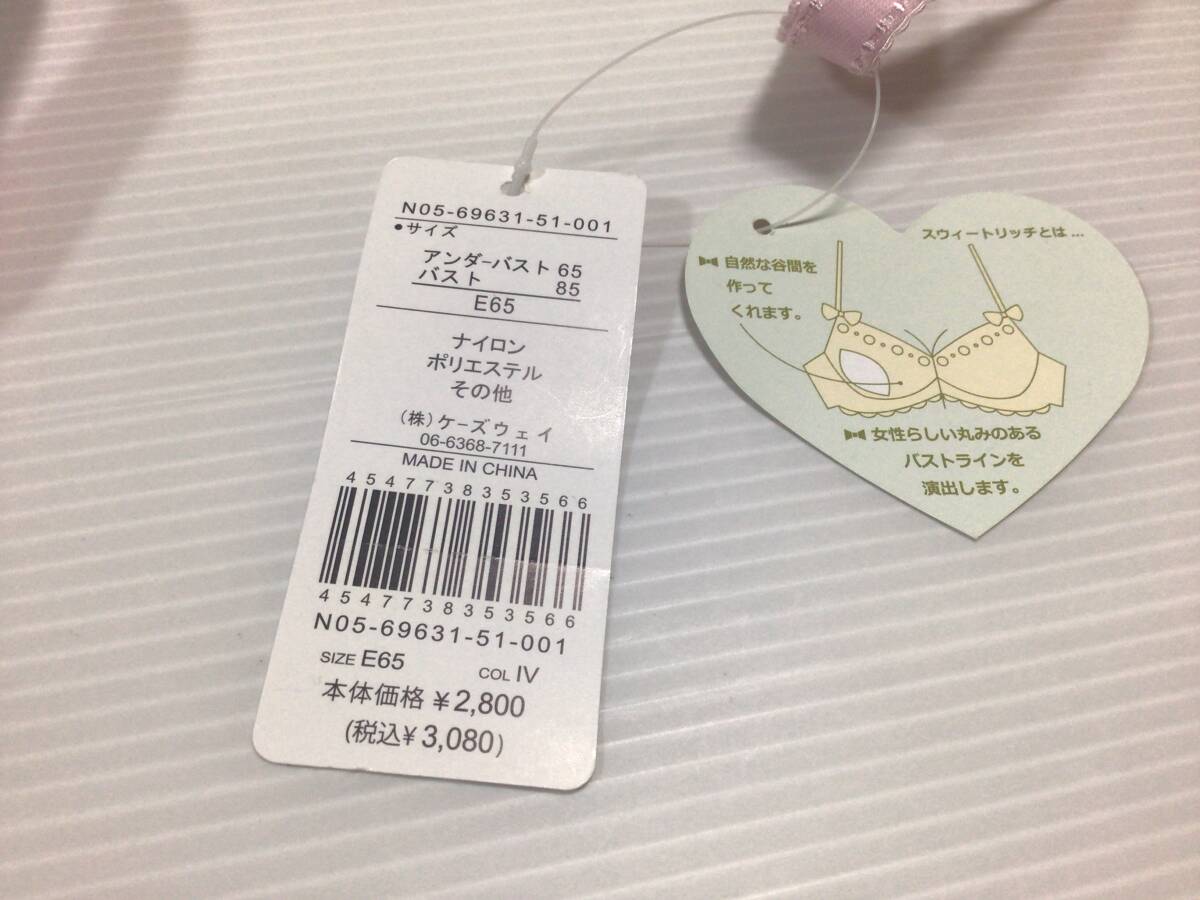 N05-69631-51-001
•サイズ
アンダーバスト 65
バスト 85
E65
ナイロン
ポリエステル
その他
(株)ケーズウェイ
06-6368-7111
MADE IN CHINA
4547738353566
4547738353566
N05-69631-51-001
SIZE E65 COL IV
本体価格 ¥2,800
(税込¥3,080)
スウィートリッチとは...
自然な谷間を
作って
くれます。
女性らしい丸みのある
バストラインを
演出します。